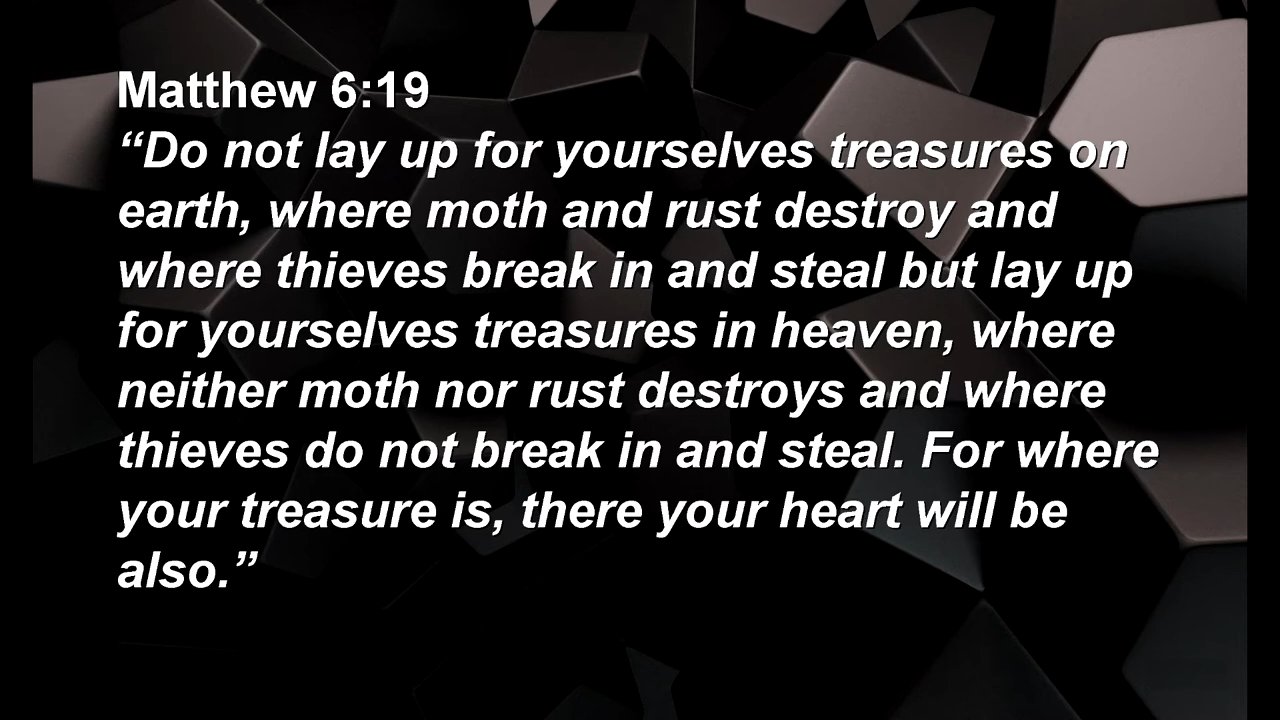 Matthew 6:19
“Do not lay up for yourselves treasures on
earth, where moth and rust destroy and
where thieves break in and steal but lay up
for yourselves treasures in heaven, where
neither moth nor rust destroys and where
thieves do not break in and steal. For where
your treasure is, there your heart will be
also.”